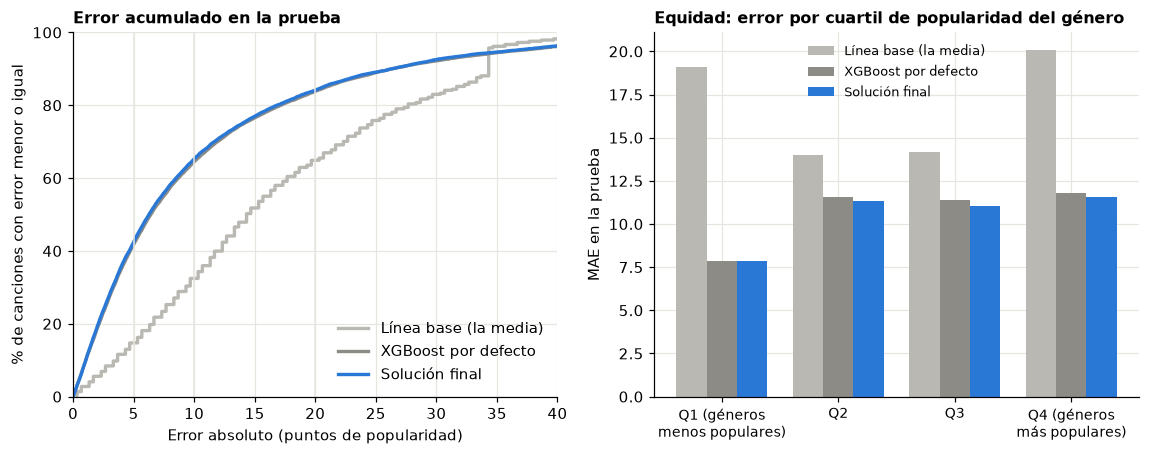 Error acumulado en la prueba
100
80
60
40
20
0
% de canciones con error menor o igual
0 5 10 15 20 25 30 35 40
Error absoluto (puntos de popularidad)
Línea base (la media)
XGBoost por defecto
Solución final
Equidad: error por cuartil de popularidad del género
20.0
17.5
15.0
12.5
10.0
7.5
5.0
2.5
0.0
MAE en la prueba
Línea base (la media)
XGBoost por defecto
Solución final
Q1 (géneros
menos populares)
Q2
Q3
Q4 (géneros
más populares)